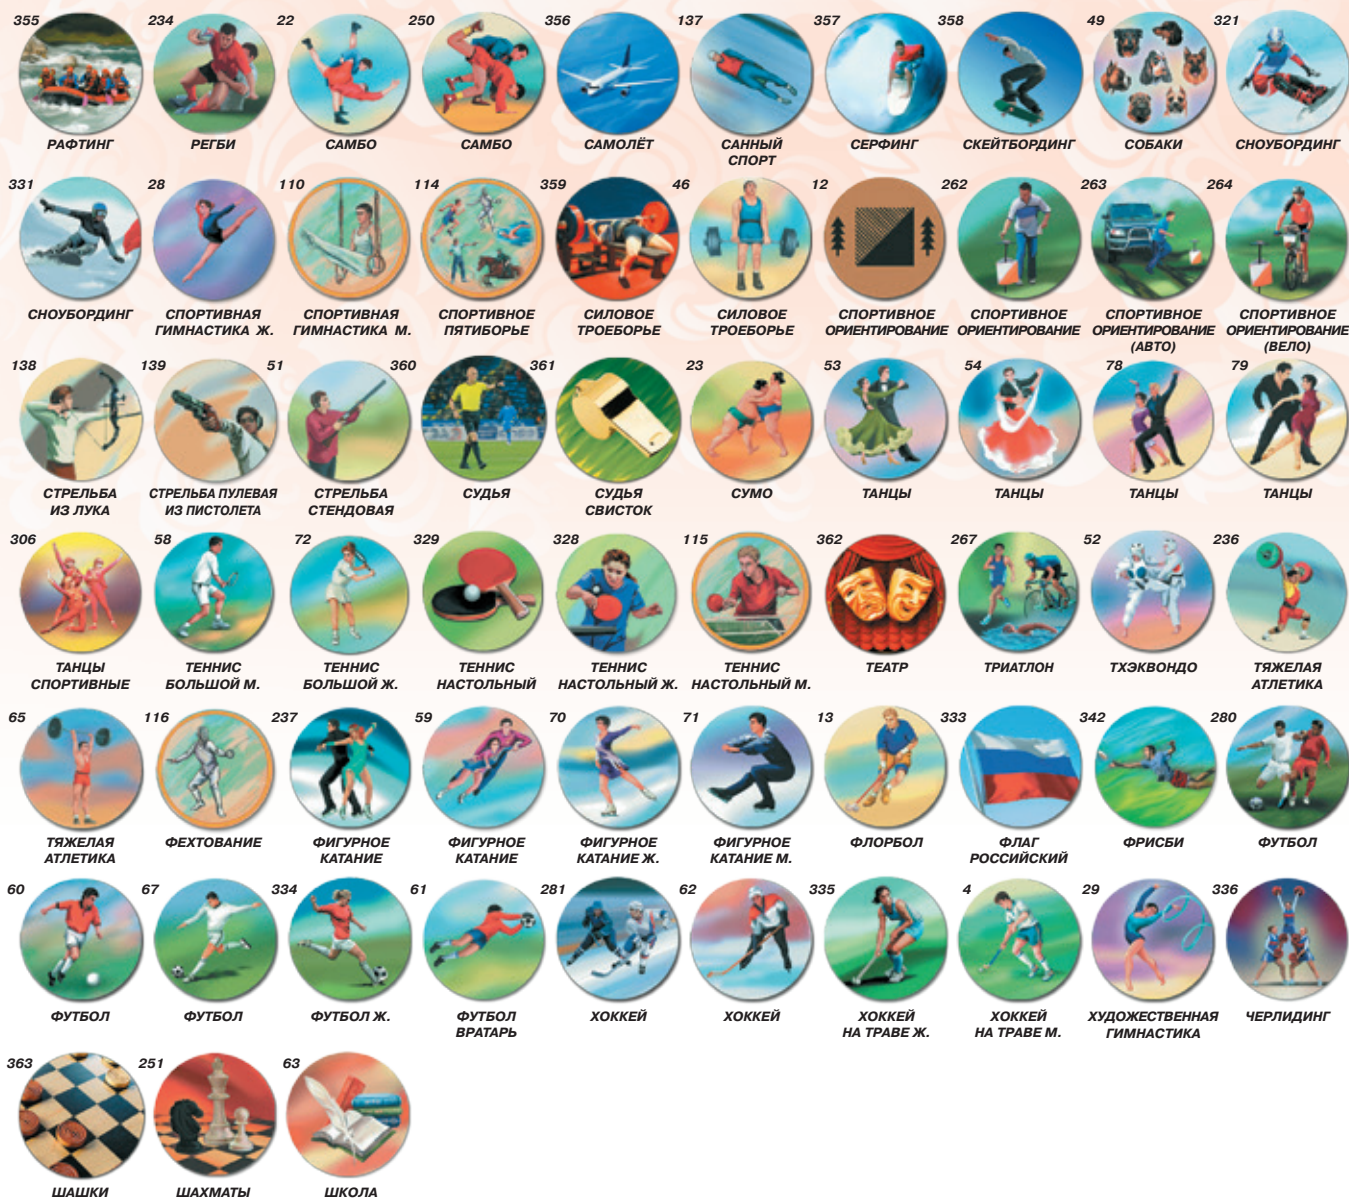 355 234 22 250 356 137 357 358 49 321
РАФТИНГ РЕГБИ САМБО САМБО САМОЛЁТ САННЫЙ СЕРФИНГ СКЕЙТБОРДИНГ СОБАКИ СНОУБОРДИНГ
СПОРТ
331 28 110 114 359 46 12 262 263 264
СНОУБОРДИНГ СПОРТИВНАЯ СПОРТИВНАЯ СПОРТИВНОЕ СИЛОВОЕ СИЛОВОЕ СПОРТИВНОЕ СПОРТИВНОЕ СПОРТИВНОЕ СПОРТИВНОЕ
ГИМНАСТИКА Ж. ГИМНАСТИКА М. ПЯТИБОРЬЕ ТРОЕБОРЬЕ ТРОЕБОРЬЕ ОРИЕНТИРОВАНИЕ ОРИЕНТИРОВАНИЕ ОРИЕНТИРОВАНИЕ ОРИЕНТИРОВАНИЕ
(АВТО) (ВЕЛО)
138 139 51 360 361 23 53 54 78 79
СТРЕЛЬБА СТРЕЛЬБА ПУЛЕВАЯ СТРЕЛЬБА СУДЬЯ СУДЬЯ СУМО ТАНЦЫ ТАНЦЫ ТАНЦЫ ТАНЦЫ
ИЗ ЛУКА ИЗ ПИСТОЛЕТА СТЕНДОВАЯ СВИСТОК
306 58 72 329 328 115 362 267 52 236
ТАНЦЫ ТЕННИС ТЕННИС ТЕННИС ТЕННИС ТЕННИС ТЕАТР ТРИАТЛОН ТХЭКВОНДО ТЯЖЕЛАЯ
СПОРТИВНЫЕ БОЛЬШОЙ М. БОЛЬШОЙ Ж. НАСТОЛЬНЫЙ НАСТОЛЬНЫЙ Ж. НАСТОЛЬНЫЙ М. АТЛЕТИКА
65 116 237 59 70 71 13 333 342 280
ТЯЖЕЛАЯ ФЕХТОВАНИЕ ФИГУРНОЕ ФИГУРНОЕ ФИГУРНОЕ ФИГУРНОЕ ФЛОРБОЛ ФЛАГ ФРИСБИ ФУТБОЛ
АТЛЕТИКА КАТАНИЕ КАТАНИЕ КАТАНИЕ Ж. КАТАНИЕ М. РОССИЙСКИЙ
60 67 334 61 281 62 335 4 29 336
ФУТБОЛ ФУТБОЛ ФУТБОЛ Ж. ФУТБОЛ ХОККЕЙ ХОККЕЙ ХОККЕЙ ХОККЕЙ ХУДОЖЕСТВЕННАЯ ЧЕРЛИДИНГ
ВРАТАРЬ НА ТРАВЕ Ж. НА ТРАВЕ М. ГИМНАСТИКА
363 251 63
ШАШКИ ШАХМАТЫ ШКОЛА